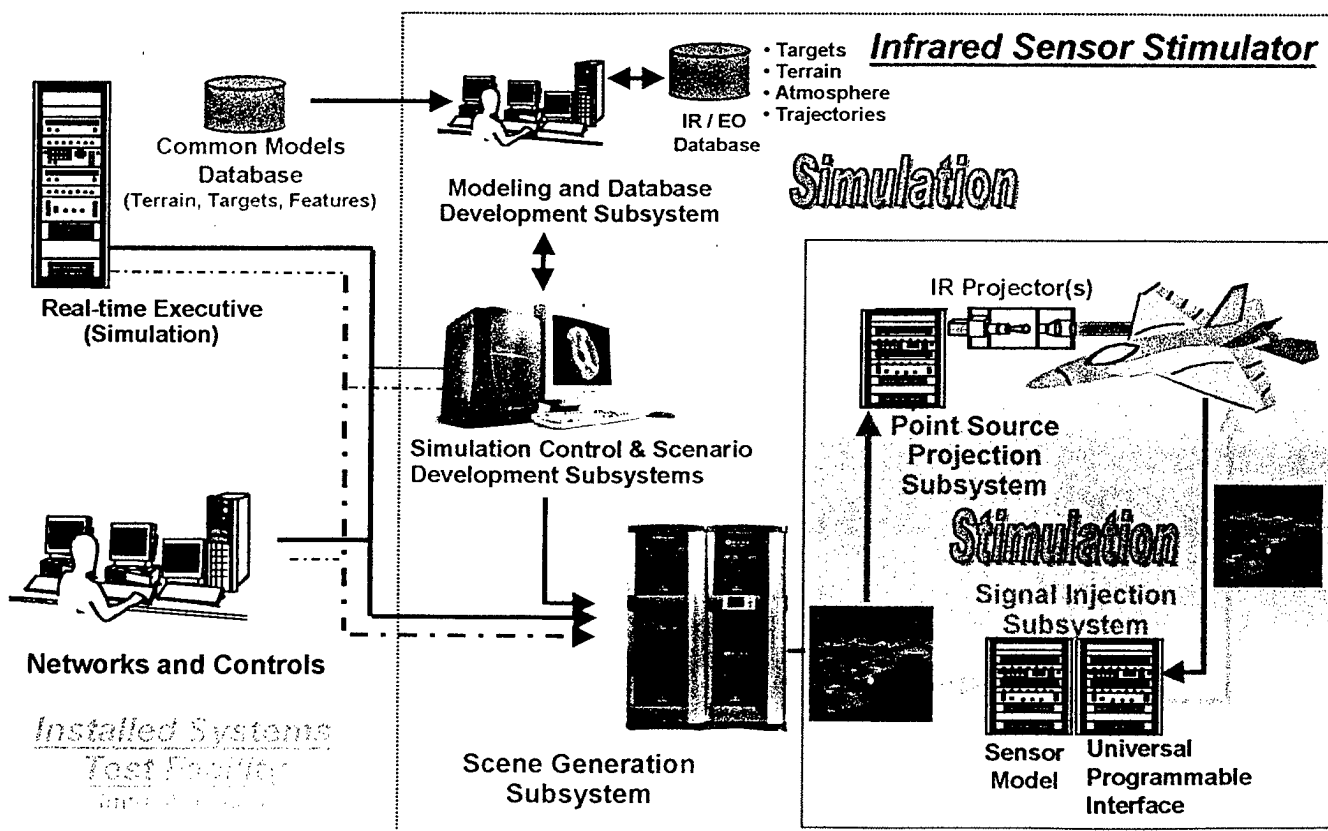 Infrared Sensor Stimulator
• Targets
• Terrain
• Atmosphere
• Trajectories
IR / EO
Database
Common Models
Database
(Terrain, Targets, Features)
Modeling and Database
Development Subsystem
Simulation
Real-time Executive
(Simulation)
IR Projector(s)
Simulation Control & Scenario
Development Subsystems
Point Source
Projection
Subsystem
Stimulation
Signal Injection
Subsystem
Networks and Controls
Installed Systems
Test Facility
Scene Generation
Subsystem
Sensor
Model
Universal
Programmable
Interface